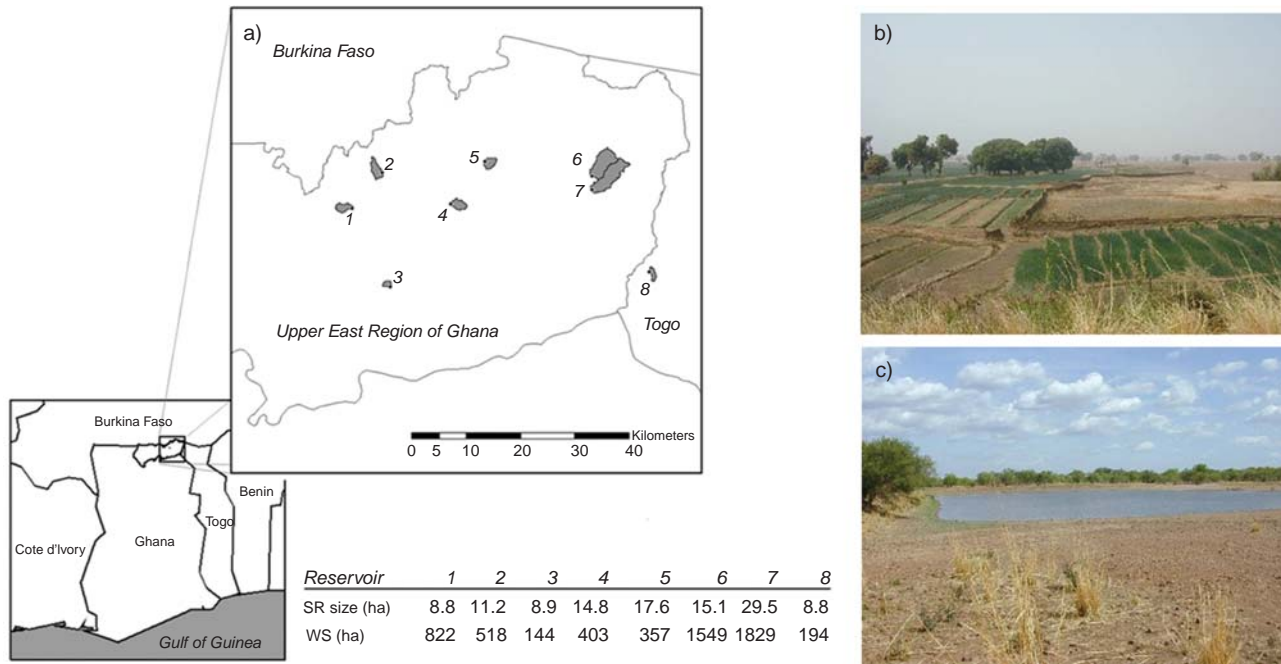 a)
Burkina Faso
2
5
6
7
1
4
3
8
Upper East Region of Ghana
Togo
Kilometers
0 5 10 20 30 40
Burkina Faso
Benin
Togo
Ghana
Cote d'Ivory
Gulf of Guinea
Reservoir 1 2 3 4 5 6 7 8
SR size (ha) 8.8 11.2 8.9 14.8 17.6 15.1 29.5 8.8
WS (ha) 822 518 144 403 357 1549 1829 194
b)
c)